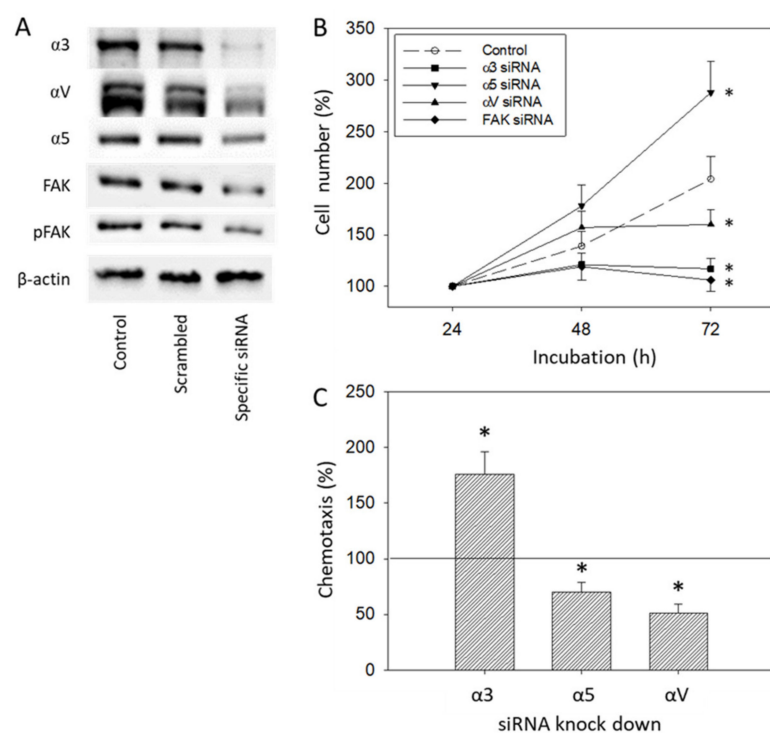 A
α3
αV
α5
FAK
pFAK
β-actin
Control
Scrambled
Specific siRNA
B
Cell number (%)
350
300
250
200
150
100
Control
α3 siRNA
α5 siRNA
αV siRNA
FAK siRNA
*
*
*
*
24
48
72
Incubation (h)
C
Chemotaxis (%)
250
200
150
100
50
0
*
*
*
α3
α5
αV
siRNA knock down